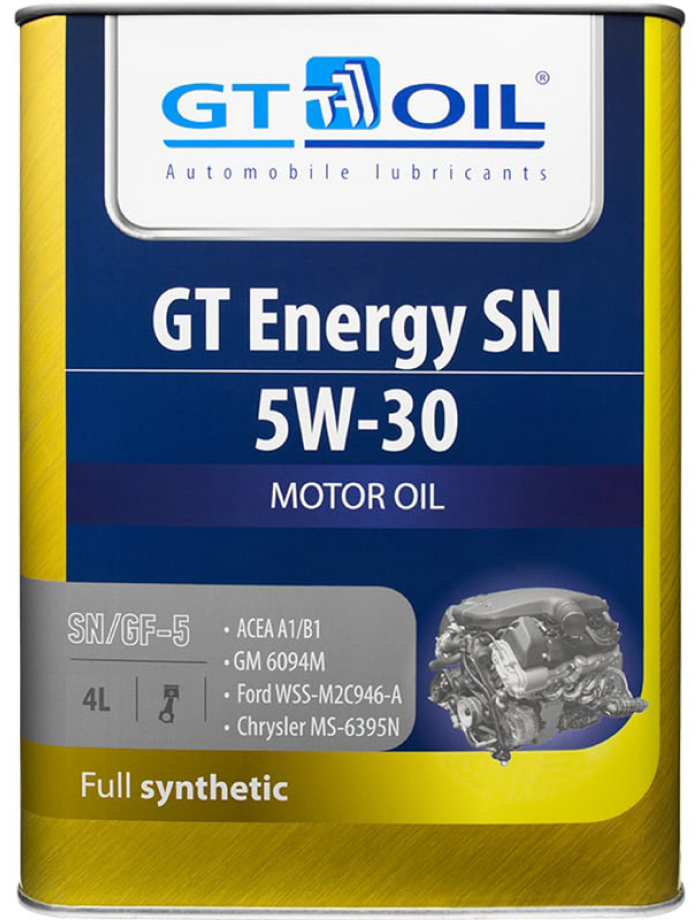 GT OIL®
Automobile lubricants
GT Energy SN
5W-30
MOTOR OIL
SN/GF-5
4L
• ACEA A1/B1
• GM 6094M
• Ford WSS-M2C946-A
• Chrysler MS-6395N
Full synthetic